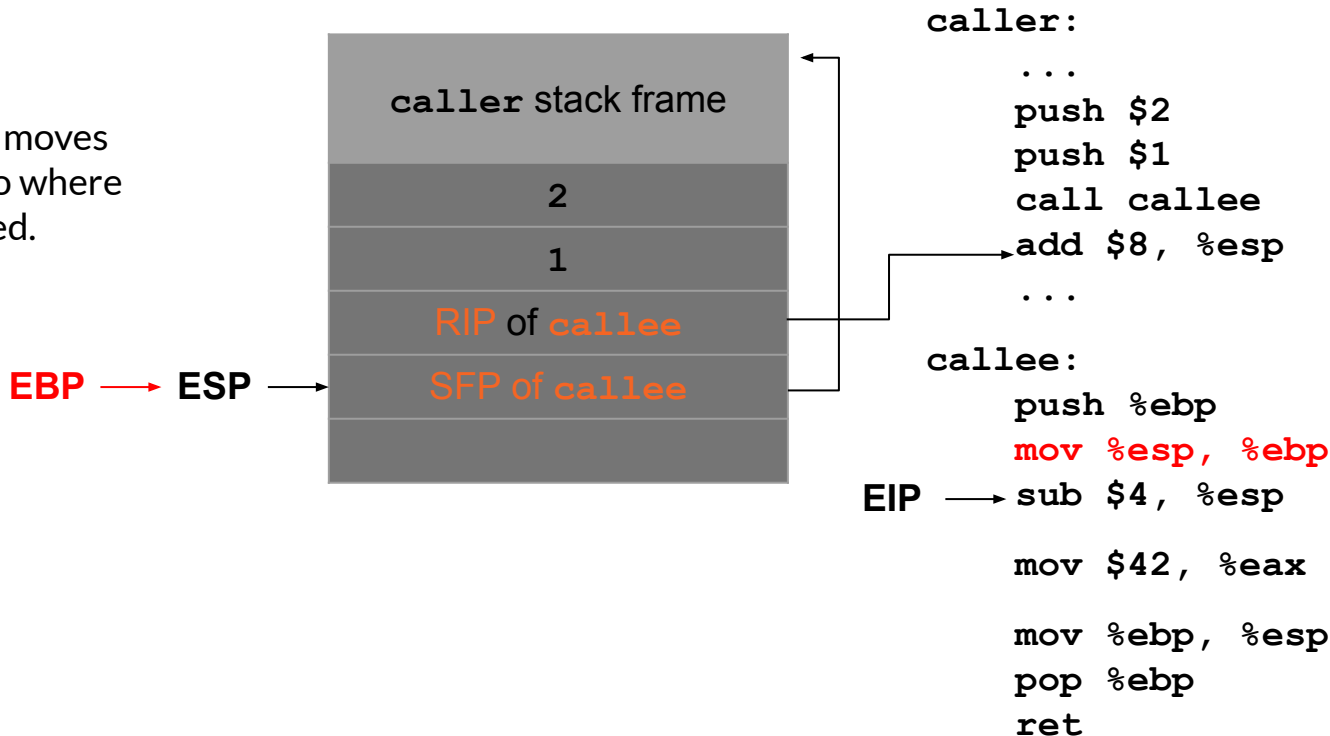 moves
o where
ed.
caller stack frame
2
1
RIP of callee
SFP of callee
EBP
ESP
caller:
...
push $2
push $1
call callee
add $8, %esp
...
callee:
push %ebp
mov %esp, %ebp
EIP
sub $4, %esp
mov $42, %eax
mov %ebp, %esp
pop %ebp
ret